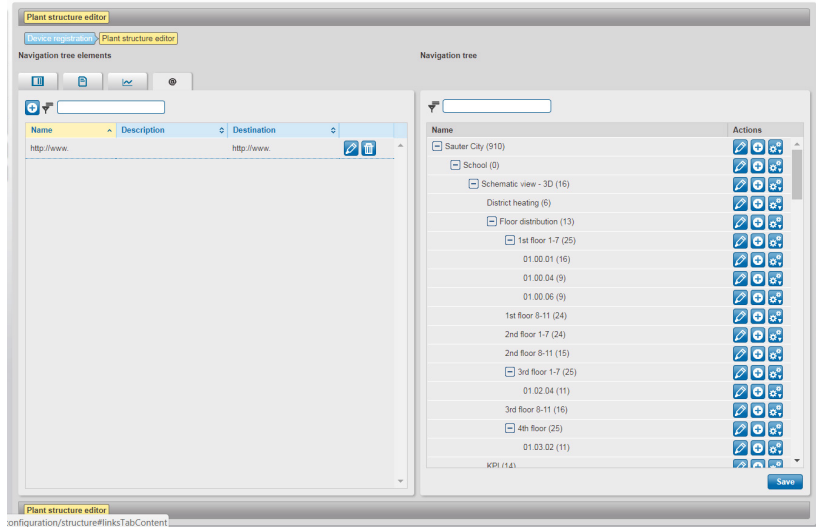 Plant structure editor
Device registration Plant structure editor
Navigation tree elements
Navigation tree
Name Description Destination
http://www. http://www.
Name Actions
Sauter City (910)
School (0)
Schematic view - 3D (16)
District heating (6)
Floor distribution (13)
1st floor 1-7 (25)
01.00.01 (16)
01.00.04 (9)
01.00.06 (9)
1st floor 8-11 (24)
2nd floor 1-7 (24)
2nd floor 8-11 (15)
3rd floor 1-7 (25)
01.02.04 (11)
3rd floor 8-11 (16)
4th floor (25)
01.03.02 (11)
KPI (14)
Save
Plant structure editor
onfiguration/structure#linksTabContent